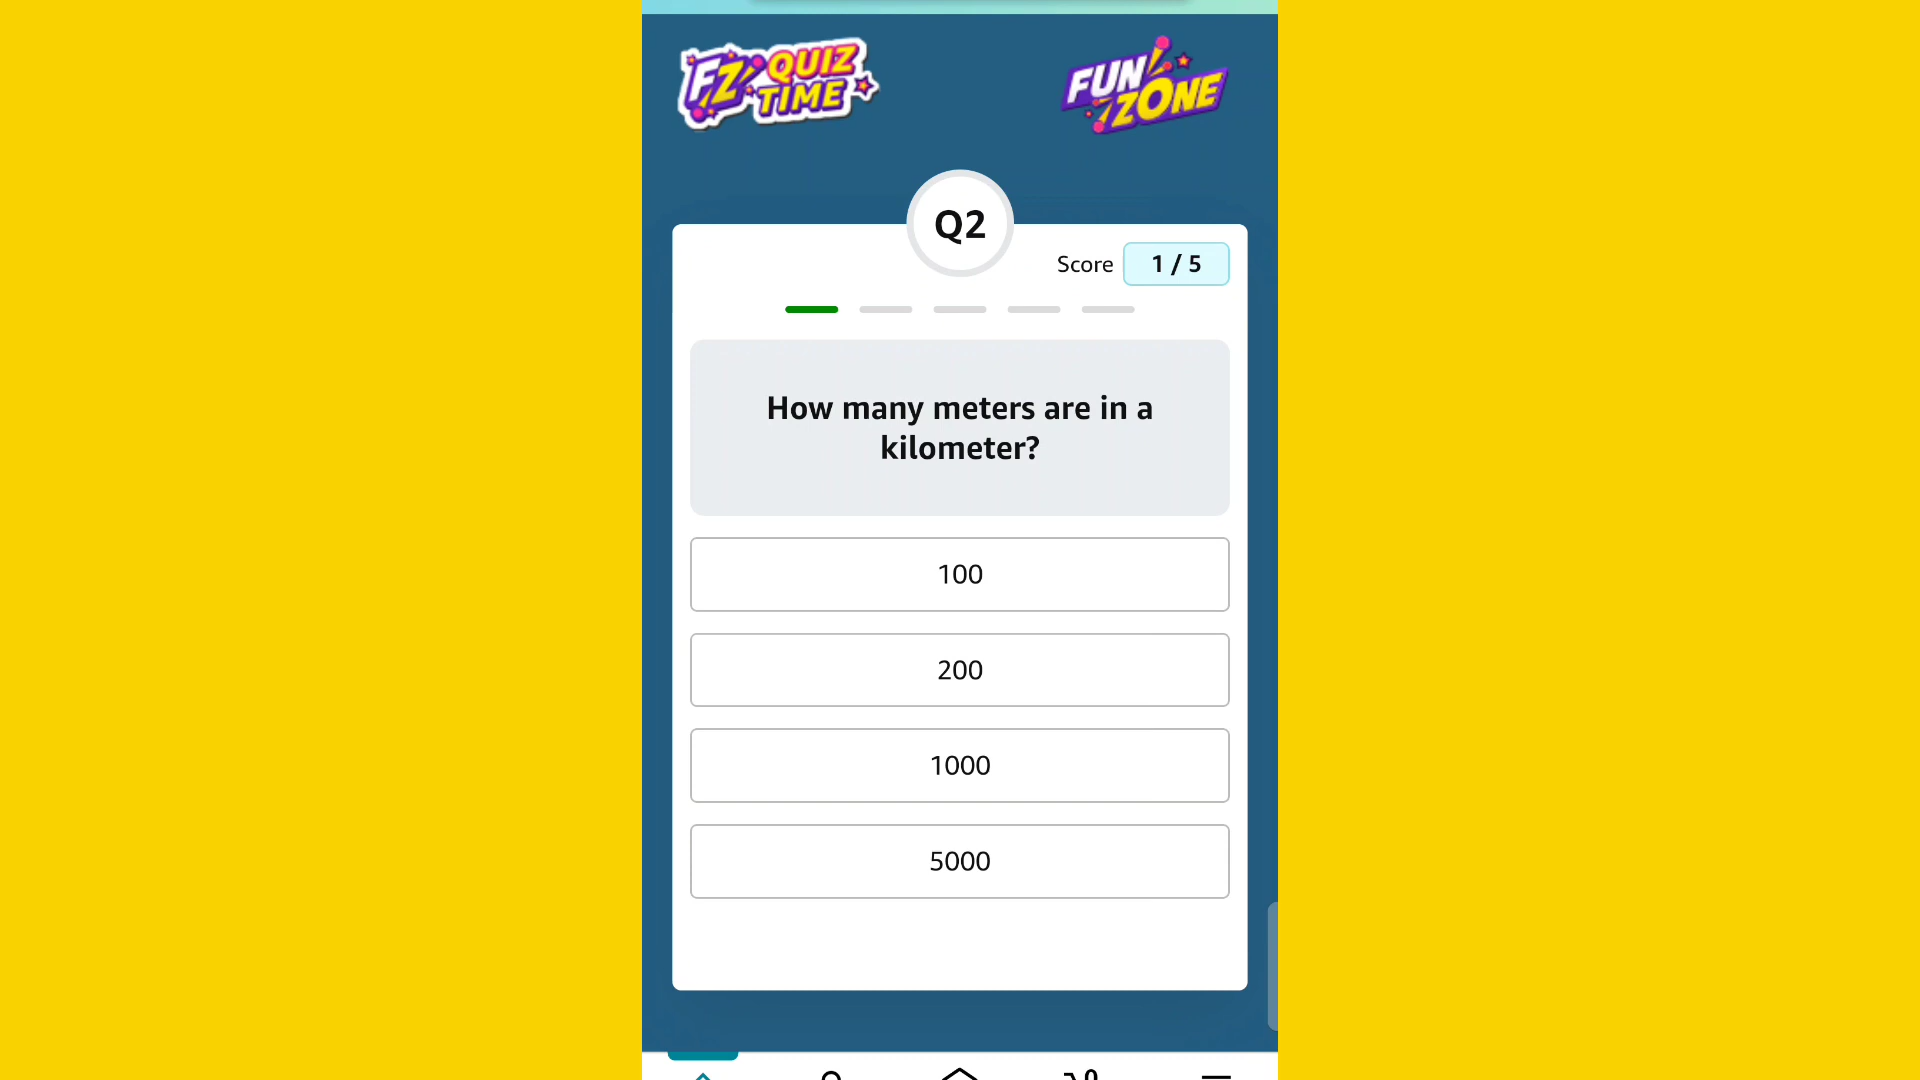 FZ QUIZ
TIME
FUN
ZONE
Q2
Score 1 / 5
How many meters are in a
kilometer?
100
200
1000
5000
0